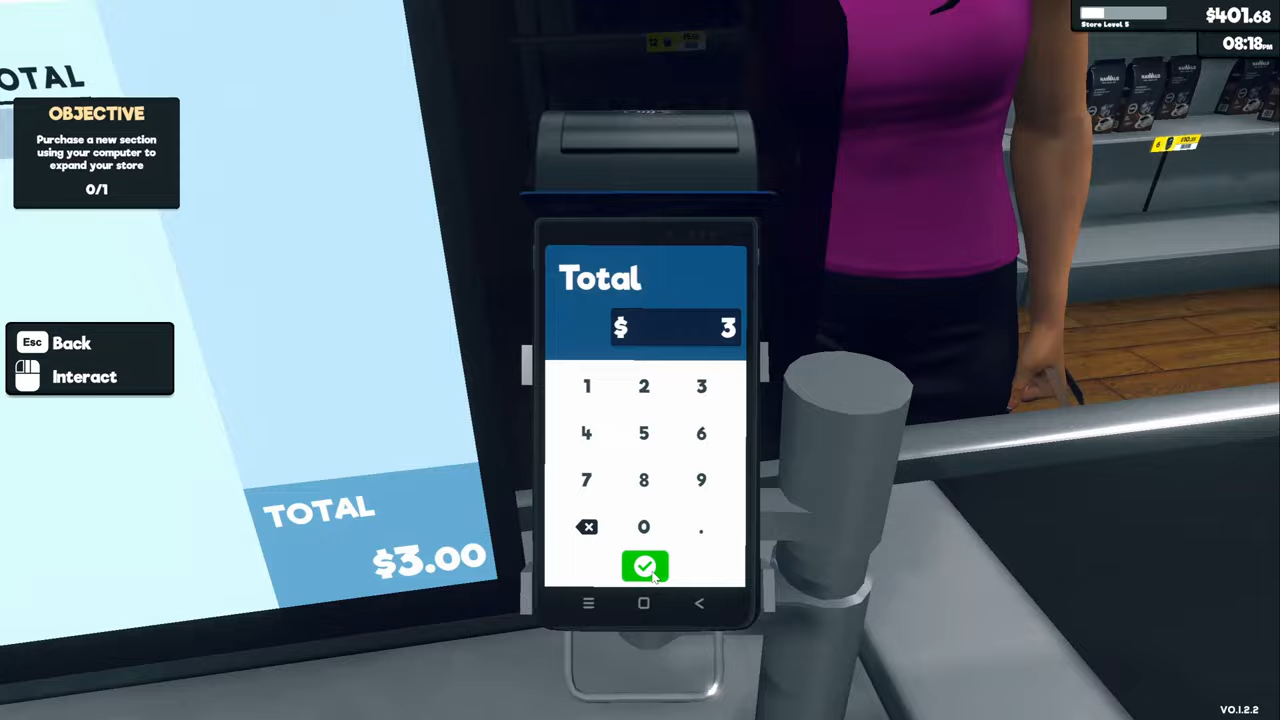 $401.68
Store Level 5
08:18PM
OTAL
OBJECTIVE
Purchase a new section
using your computer to
expand your store
0/1
Esc Back
Interact
Total
$ 3
1 2 3
4 5 6
7 8 9
0 .
TOTAL
$3.00
V0.1.2.2